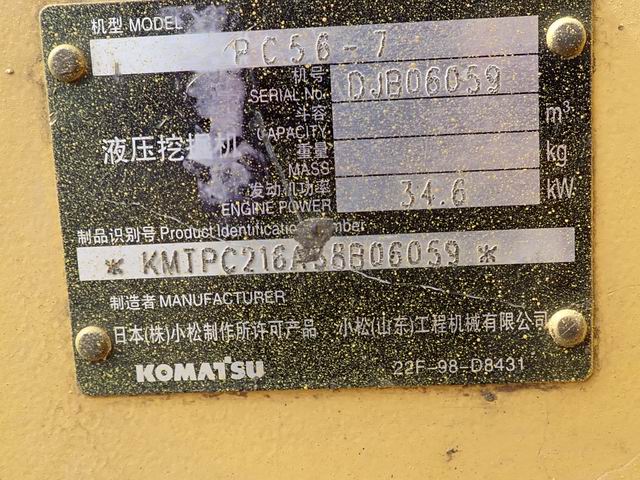 机型 MODEL
PC56-7
机号
SERIAL No.
DJB06059
斗容
CAPACITY
m³
液压挖掘机
重量
MASS
kg
发动机功率
ENGINE POWER
34.6
kW
制品识别号 Product Identification Number
* KMTPC216A38B06059 *
制造者 MANUFACTURER
日本(株)小松制作所许可产品 小松(山东)工程机械有限公司
KOMATSU
22F-98-D8431